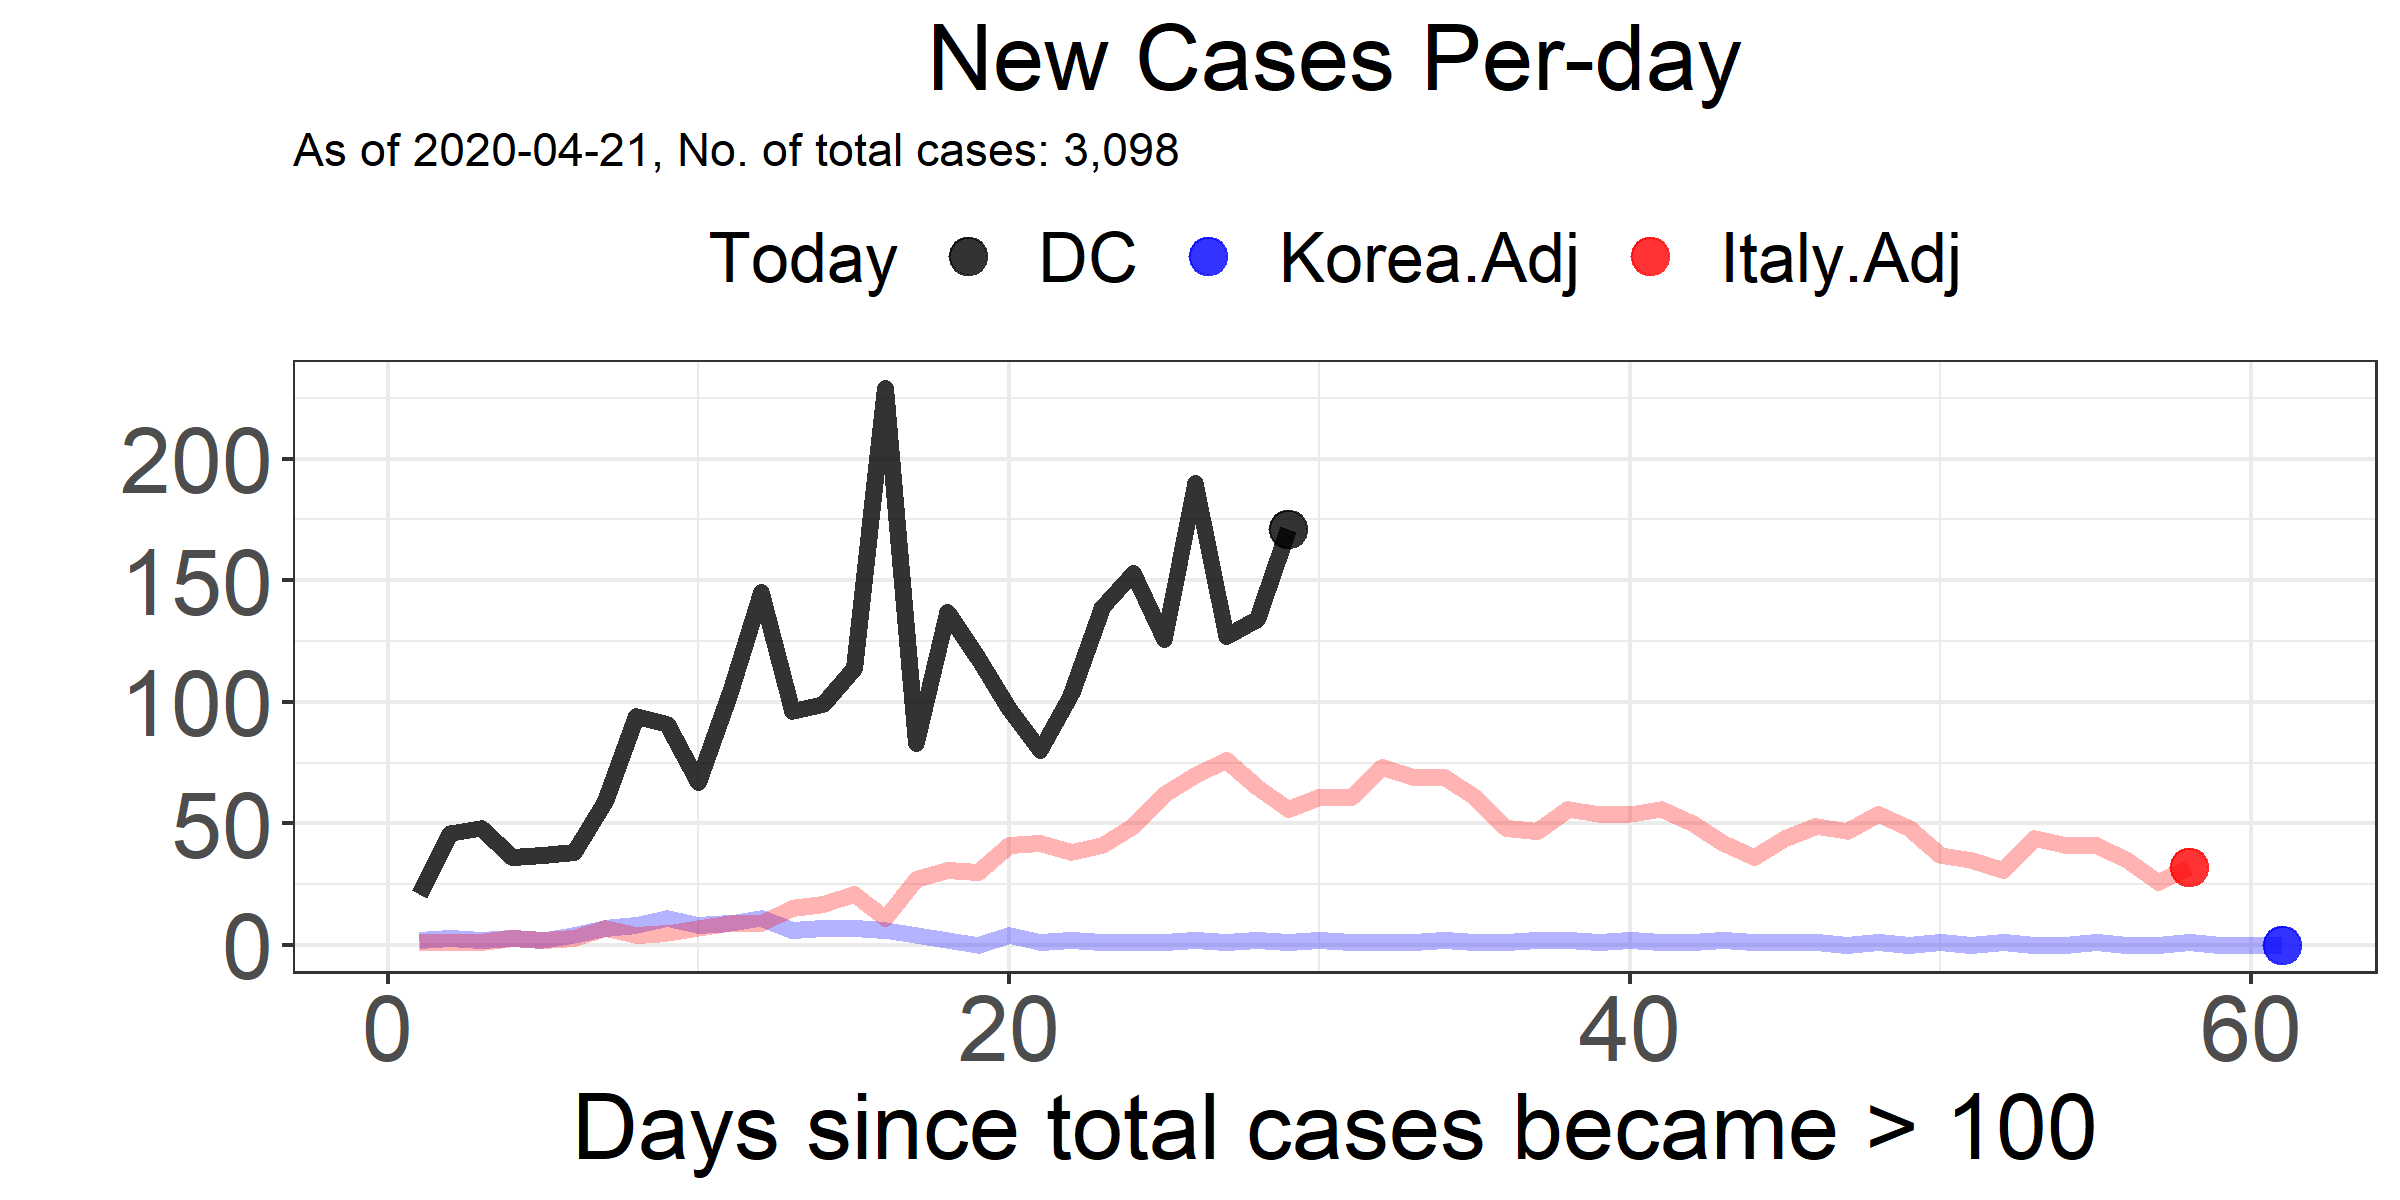 New Cases Per-day
As of 2020-04-21, No. of total cases: 3,098
Today DC Korea.Adj Italy.Adj
200
150
100
50
0
0 20 40 60
Days since total cases became > 100